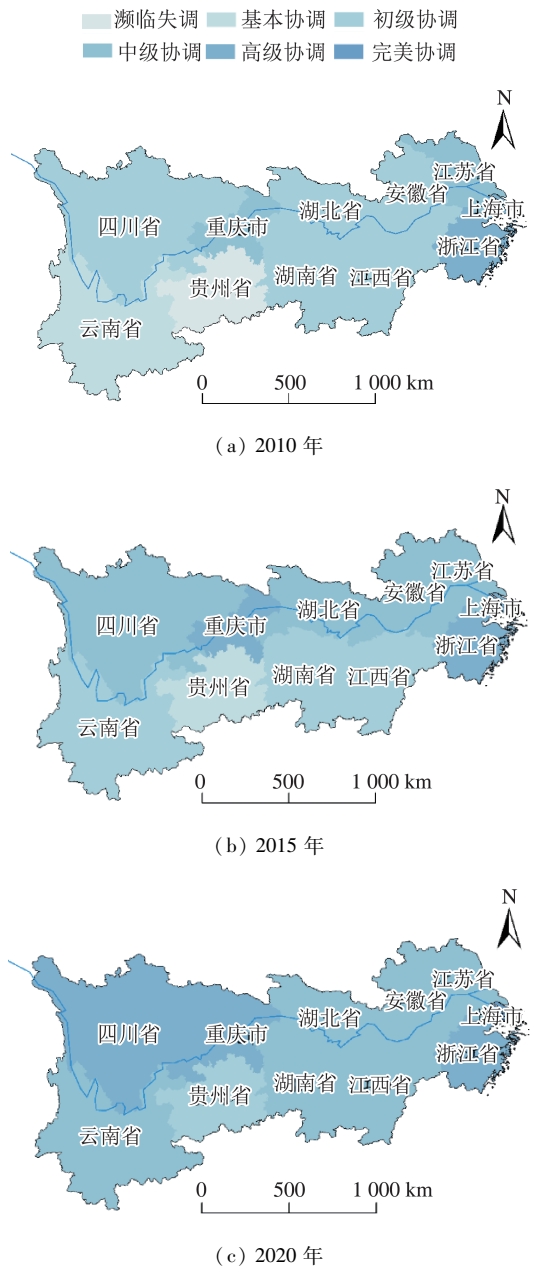 濒临失调 基本协调 初级协调
中级协调 高级协调 完美协调
N
江苏省
安徽省
上海市
四川省
湖北省
重庆市
浙江省
贵州省
湖南省
江西省
云南省
0 500 1 000 km
(a) 2010 年
N
江苏省
安徽省
上海市
四川省
湖北省
重庆市
浙江省
贵州省
湖南省
江西省
云南省
0 500 1 000 km
(b) 2015 年
N
江苏省
安徽省
上海市
四川省
湖北省
重庆市
浙江省
贵州省
湖南省
江西省
云南省
0 500 1 000 km
(c) 2020 年